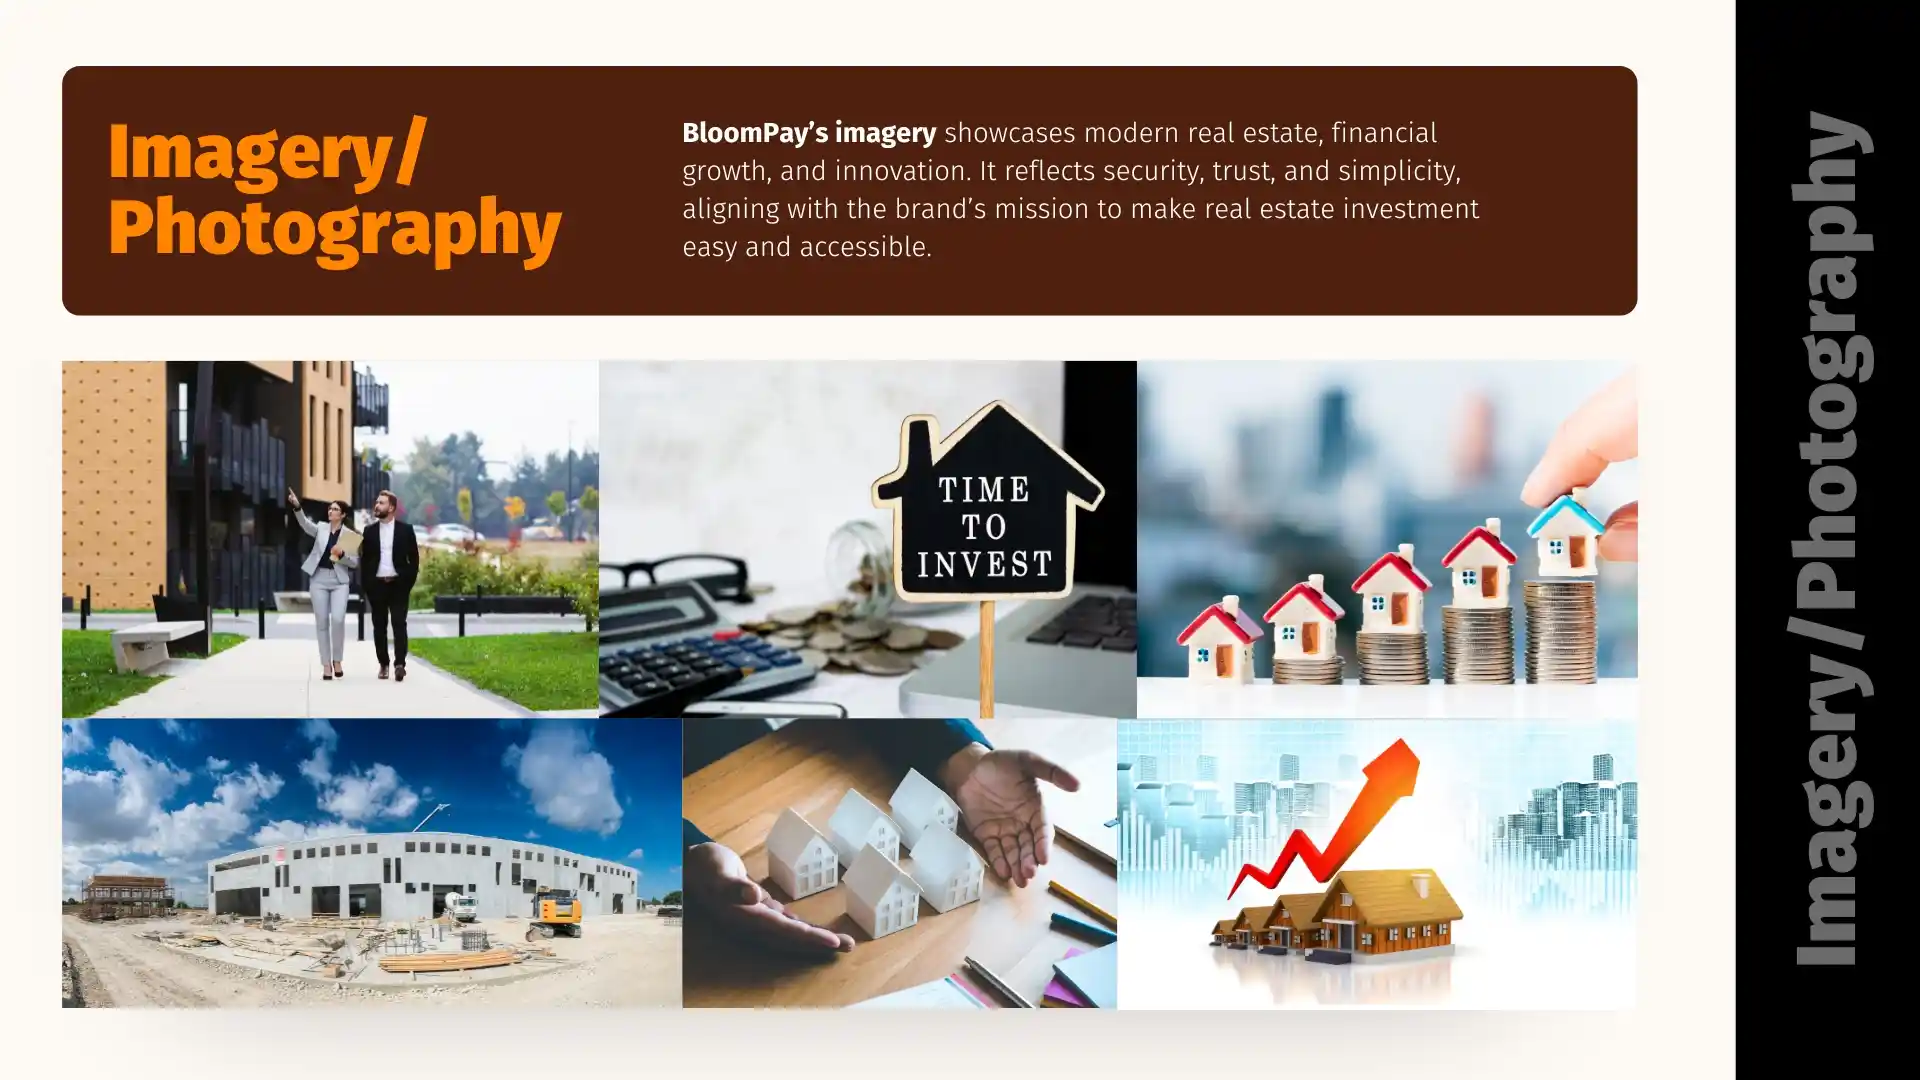 Imagery/
Photography
BloomPay’s imagery showcases modern real estate, financial
growth, and innovation. It reflects security, trust, and simplicity,
aligning with the brand’s mission to make real estate investment
easy and accessible.
TIME
TO
INVEST
Imagery/Photography